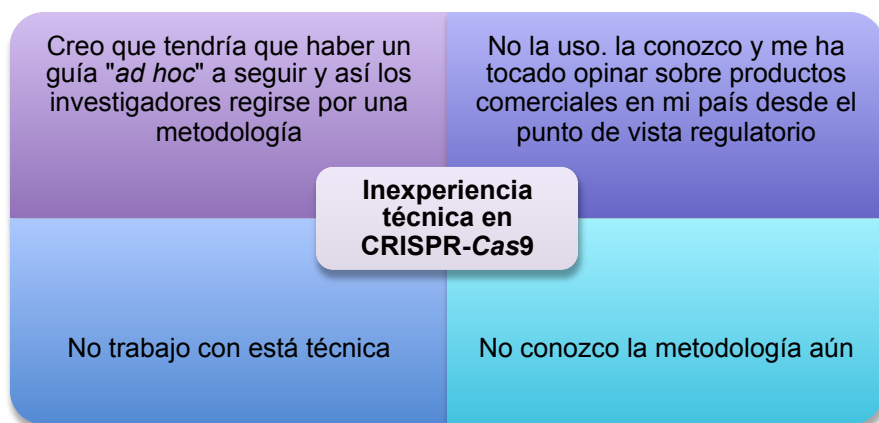 Creo que tendría que haber un
guía "ad hoc" a seguir y así los
investigadores regirse por una
metodología
No la uso. la conozco y me ha
tocado opinar sobre productos
comerciales en mi país desde el
punto de vista regulatorio
Inexperiencia
técnica en
CRISPR-Cas9
No trabajo con está técnica
No conozco la metodología aún